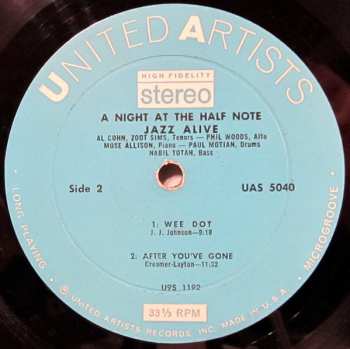 UNITED ARTISTS
HIGH FIDELITY
stereo
A NIGHT AT THE HALF NOTE
JAZZ ALIVE
AL COHN, ZOOT SIMS, Tenors — PHIL WOODS, Alto
MOSE ALLISON, Piano — PAUL MOTIAN, Drums
NABIL TOTAH, Bass
Side 2
UAS 5040
1: WEE DOT
J. J. Johnson—9:18
2: AFTER YOU'VE GONE
Creamer-Layton—11:32
U9S 1192
33⅓ RPM
• LONG PLAYING •
MICROGROOVE •
© UNITED ARTISTS RECORDS, INC. MADE IN U.S.A.